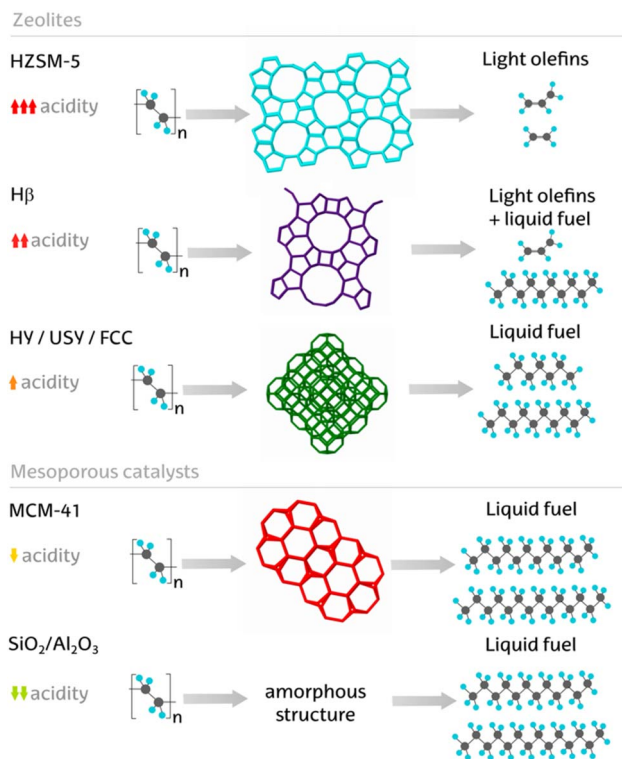 Zeolites
HZSM-5
Light olefins
acidity
n
Hβ
Light olefins
+ liquid fuel
acidity
n
HY / USY / FCC
Liquid fuel
acidity
n
Mesoporous catalysts
MCM-41
Liquid fuel
acidity
n
SiO₂/Al₂O₃
Liquid fuel
acidity
n
amorphous
structure